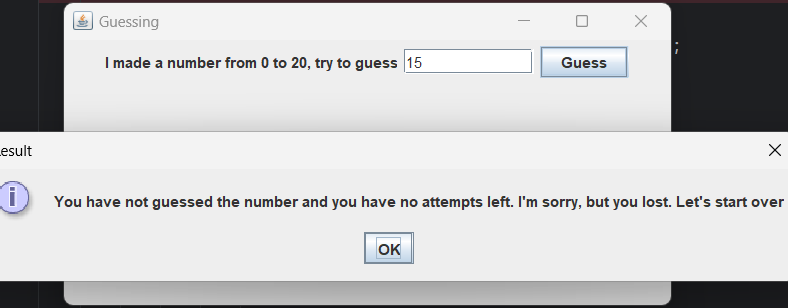 Guessing
;
I made a number from 0 to 20, try to guess 15 Guess
esult
You have not guessed the number and you have no attempts left. I'm sorry, but you lost. Let's start over
OK